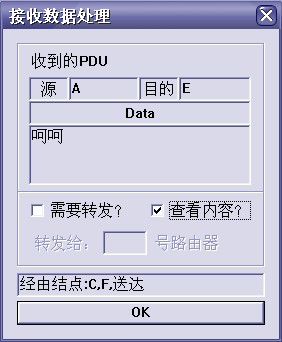 接收数据处理
收到的PDU
源 A 目的 E
Data
呵呵
需要转发? 查看内容?
转发给: 号路由器
经由结点:C,F,送达
OK